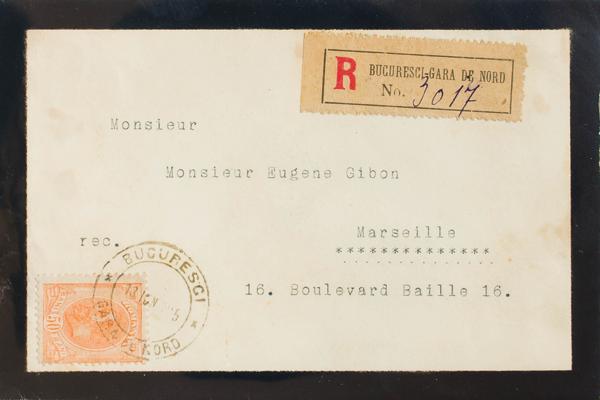 R BUCURESCI-GARA DE NORD
No. 3017
Monsieur
Monsieur Eugene Gibon
Marseille
*************
rec.
16. Boulevard Baille 16.
* BUCURESCI *
GARA DE NORD
50